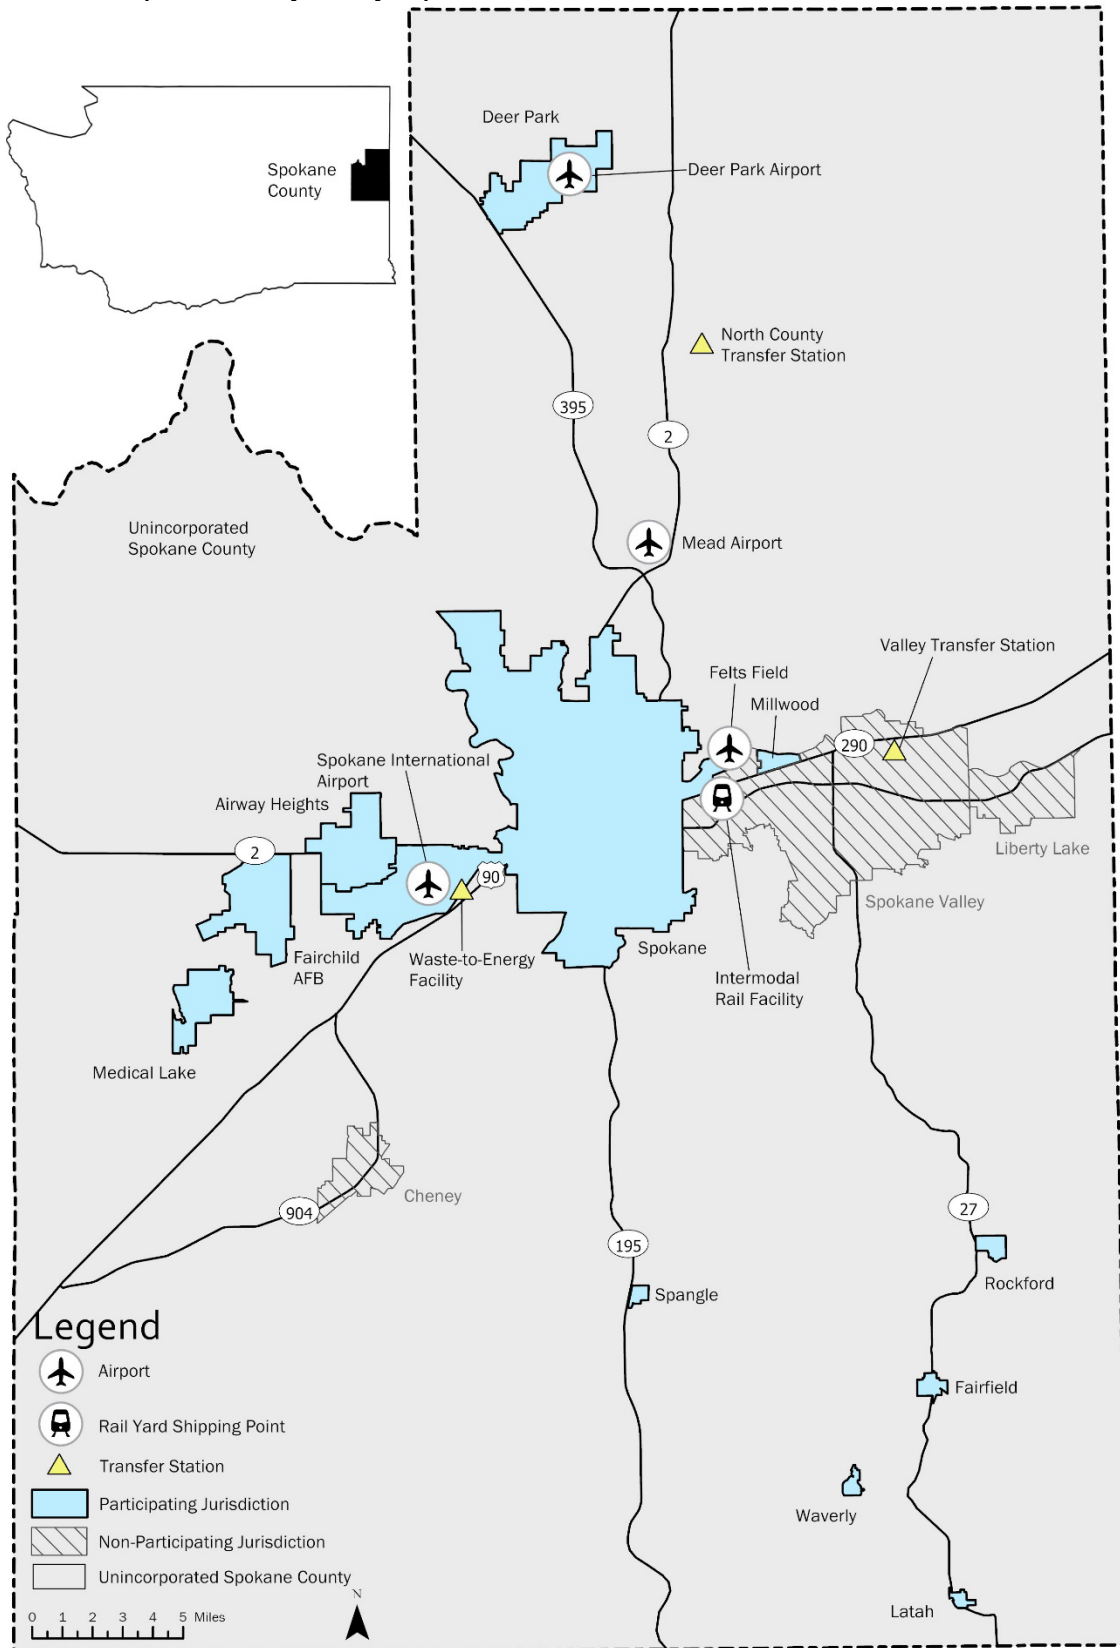 Deer Park
Deer Park Airport
Spokane
County
North County
Transfer Station
395
2
Unincorporated
Spokane County
Mead Airport
Valley Transfer Station
Felts Field
Millwood
290
Spokane International
Airport
Airway Heights
2
90
Liberty Lake
Spokane Valley
Spokane
Fairchild
AFB
Waste-to-Energy
Facility
Intermodal
Rail Facility
Medical Lake
Cheney
904
27
195
Rockford
Spangle
Legend
Airport
Rail Yard Shipping Point
Transfer Station
Participating Jurisdiction
Non-Participating Jurisdiction
Unincorporated Spokane County
0 1 2 3 4 5 Miles
N
Fairfield
Waverly
Latah